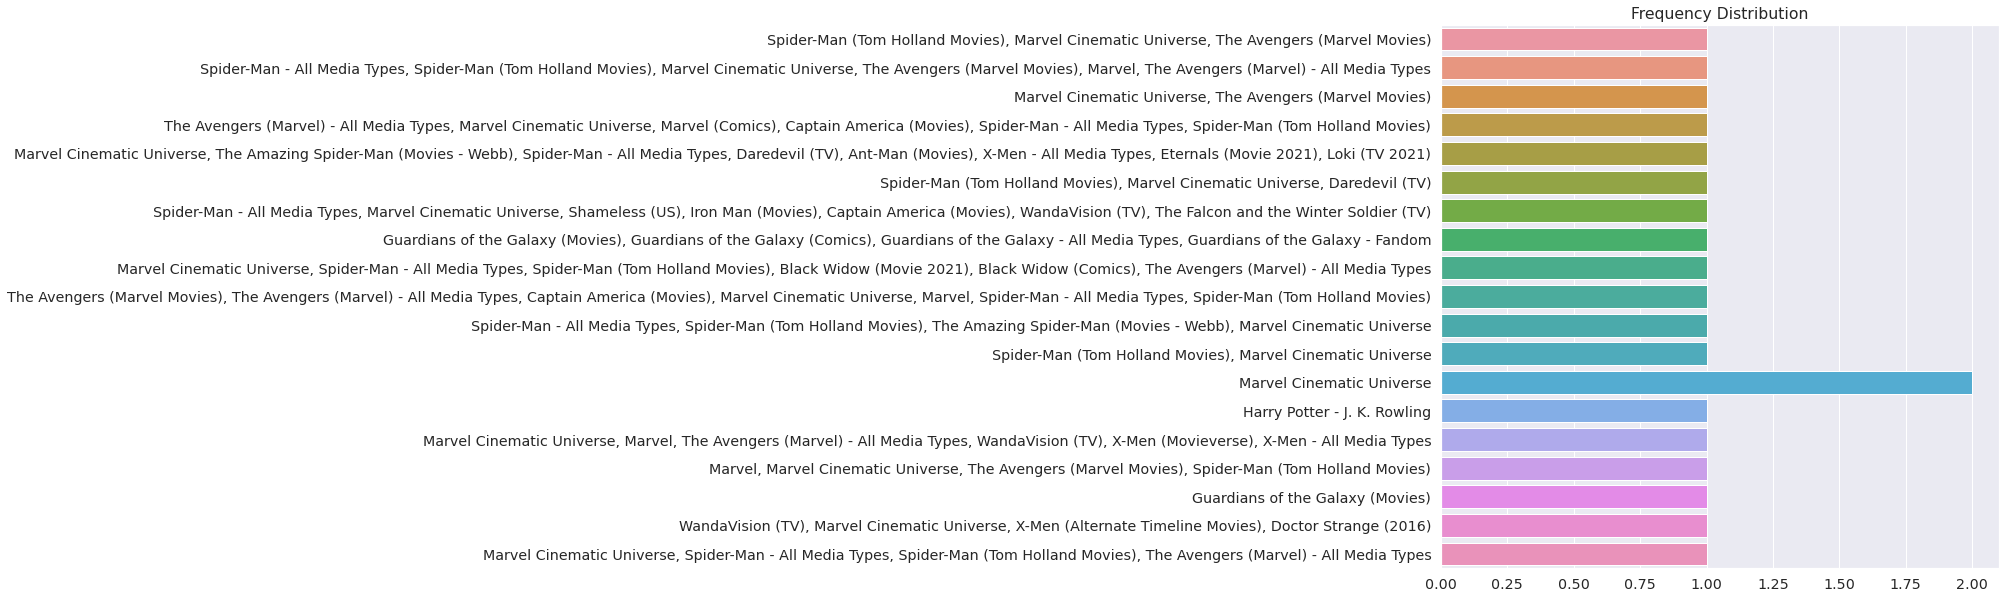 Frequency Distribution
Spider-Man (Tom Holland Movies), Marvel Cinematic Universe, The Avengers (Marvel Movies)
Spider-Man - All Media Types, Spider-Man (Tom Holland Movies), Marvel Cinematic Universe, The Avengers (Marvel Movies), Marvel, The Avengers (Marvel) - All Media Types
Marvel Cinematic Universe, The Avengers (Marvel Movies)
The Avengers (Marvel) - All Media Types, Marvel Cinematic Universe, Marvel (Comics), Captain America (Movies), Spider-Man - All Media Types, Spider-Man (Tom Holland Movies)
Marvel Cinematic Universe, The Amazing Spider-Man (Movies - Webb), Spider-Man - All Media Types, Daredevil (TV), Ant-Man (Movies), X-Men - All Media Types, Eternals (Movie 2021), Loki (TV 2021)
Spider-Man (Tom Holland Movies), Marvel Cinematic Universe, Daredevil (TV)
Spider-Man - All Media Types, Marvel Cinematic Universe, Shameless (US), Iron Man (Movies), Captain America (Movies), WandaVision (TV), The Falcon and the Winter Soldier (TV)
Guardians of the Galaxy (Movies), Guardians of the Galaxy (Comics), Guardians of the Galaxy - All Media Types, Guardians of the Galaxy - Fandom
Marvel Cinematic Universe, Spider-Man - All Media Types, Spider-Man (Tom Holland Movies), Black Widow (Movie 2021), Black Widow (Comics), The Avengers (Marvel) - All Media Types
The Avengers (Marvel Movies), The Avengers (Marvel) - All Media Types, Captain America (Movies), Marvel Cinematic Universe, Marvel, Spider-Man - All Media Types, Spider-Man (Tom Holland Movies)
Spider-Man - All Media Types, Spider-Man (Tom Holland Movies), The Amazing Spider-Man (Movies - Webb), Marvel Cinematic Universe
Spider-Man (Tom Holland Movies), Marvel Cinematic Universe
Marvel Cinematic Universe
Harry Potter - J. K. Rowling
Marvel Cinematic Universe, Marvel, The Avengers (Marvel) - All Media Types, WandaVision (TV), X-Men (Movieverse), X-Men - All Media Types
Marvel, Marvel Cinematic Universe, The Avengers (Marvel Movies), Spider-Man (Tom Holland Movies)
Guardians of the Galaxy (Movies)
WandaVision (TV), Marvel Cinematic Universe, X-Men (Alternate Timeline Movies), Doctor Strange (2016)
Marvel Cinematic Universe, Spider-Man - All Media Types, Spider-Man (Tom Holland Movies), The Avengers (Marvel) - All Media Types
0.00 0.25 0.50 0.75 1.00 1.25 1.50 1.75 2.00